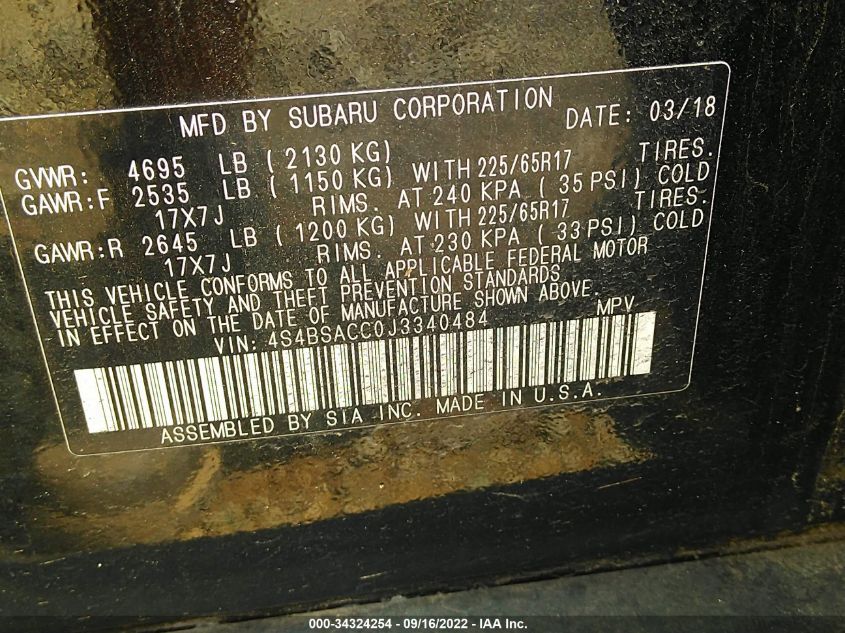 MFD BY SUBARU CORPORATION DATE: 03/18
GVWR: 4695 LB ( 2130 KG)
GAWR:F 2535 LB ( 1150 KG) WITH 225/65R17 TIRES.
17X7J RIMS. AT 240 KPA ( 35 PSI) COLD
GAWR:R 2645 LB ( 1200 KG) WITH 225/65R17 TIRES.
17X7J RIMS. AT 230 KPA ( 33 PSI) COLD
THIS VEHICLE CONFORMS TO ALL APPLICABLE FEDERAL MOTOR
VEHICLE SAFETY AND THEFT PREVENTION STANDARDS
IN EFFECT ON THE DATE OF MANUFACTURE SHOWN ABOVE.
VIN: 4S4BSACC0J3340484 MPV
ASSEMBLED BY SIA INC. MADE IN U.S.A.
000-34324254 - 09/16/2022 - IAA Inc.